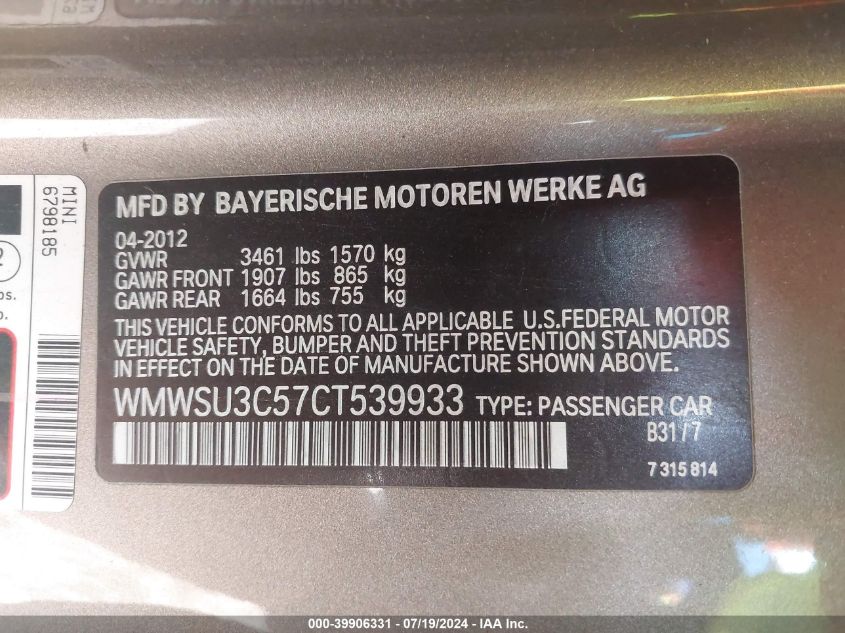 MINI
6798185
2
bs.
b.
MFD BY BAYERISCHE MOTOREN WERKE AG
04-2012
GVWR 3461 lbs 1570 kg
GAWR FRONT 1907 lbs 865 kg
GAWR REAR 1664 lbs 755 kg
THIS VEHICLE CONFORMS TO ALL APPLICABLE U.S.FEDERAL MOTOR
VEHICLE SAFETY, BUMPER AND THEFT PREVENTION STANDARDS
IN EFFECT ON THE DATE OF MANUFACTURE SHOWN ABOVE.
WMWSU3C57CT539933 TYPE: PASSENGER CAR
B31/7
7 315 814
000-39906331 - 07/19/2024 - IAA Inc.